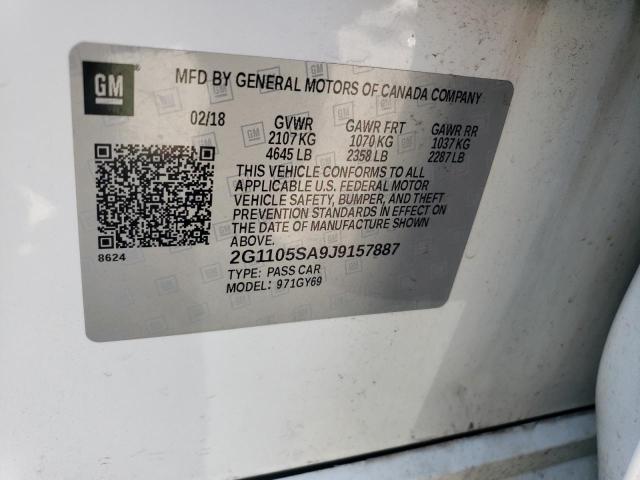 GM
MFD BY GENERAL MOTORS OF CANADA COMPANY
02/18 GVWR GAWR FRT GAWR RR
2107 KG 1070 KG 1037 KG
4645 LB 2358 LB 2287 LB
THIS VEHICLE CONFORMS TO ALL
APPLICABLE U.S. FEDERAL MOTOR
VEHICLE SAFETY, BUMPER, AND THEFT
PREVENTION STANDARDS IN EFFECT ON
THE DATE OF MANUFACTURE SHOWN
ABOVE.
8624
2G1105SA9J9157887
TYPE: PASS CAR
MODEL: 971GY69